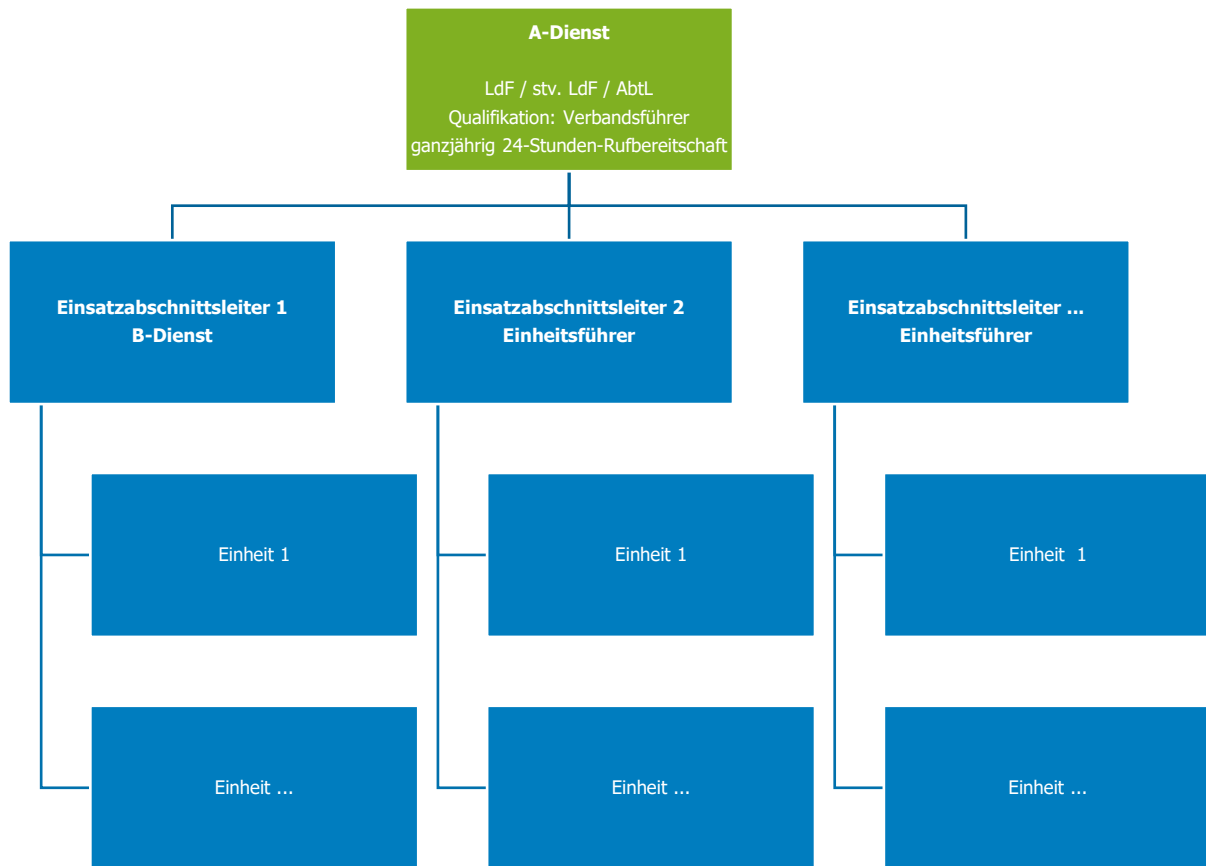 A-Dienst
LdF / stv. LdF / AbtL
Qualifikation: Verbandsführer
ganzjährig 24-Stunden-Rufbereitschaft
Einsatzabschnittsleiter 1
B-Dienst
Einsatzabschnittsleiter 2
Einheitsführer
Einsatzabschnittsleiter ...
Einheitsführer
Einheit 1
Einheit 1
Einheit 1
Einheit ...
Einheit ...
Einheit ...